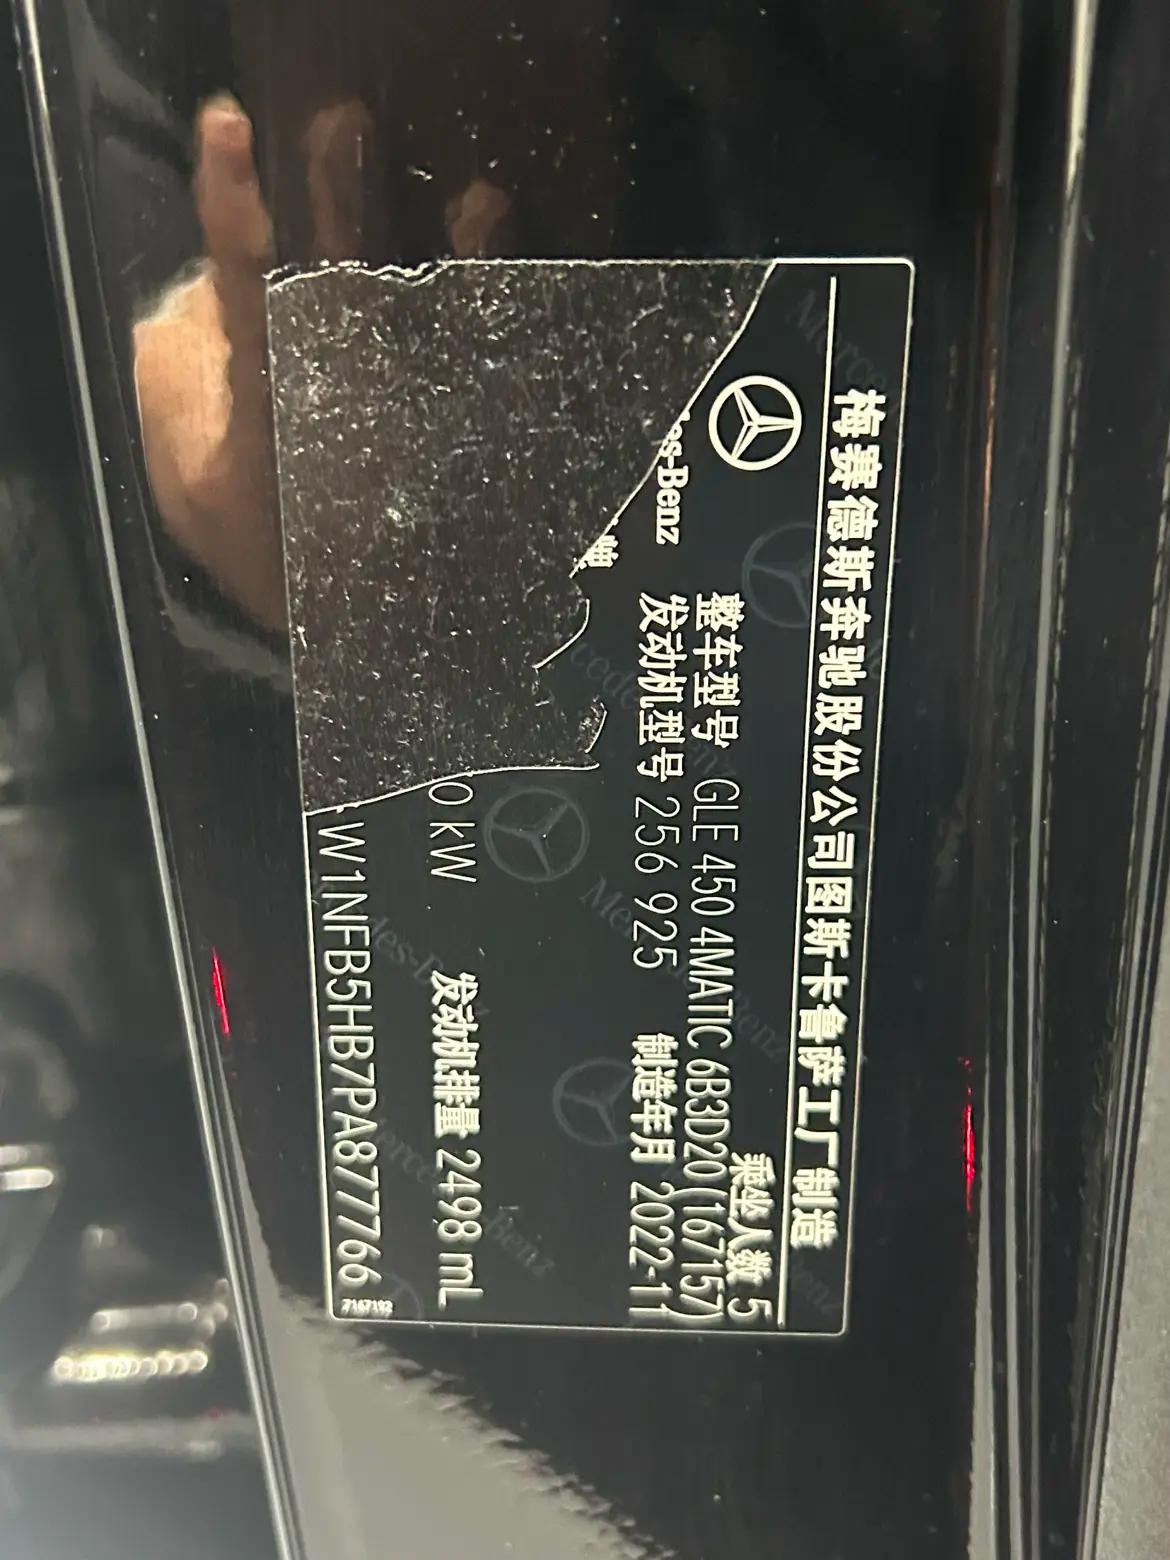 梅赛德斯奔驰股份公司图斯卡鲁萨工厂制造
乘坐人数 5
整车型号 GLE 450 4MATIC 6B3D20(167157)
es-Benz
发动机型号 256 925 制造年月 2022-11
0 kW 发动机排量 2498 mL
W1NFB5HB7PA877766
7167192